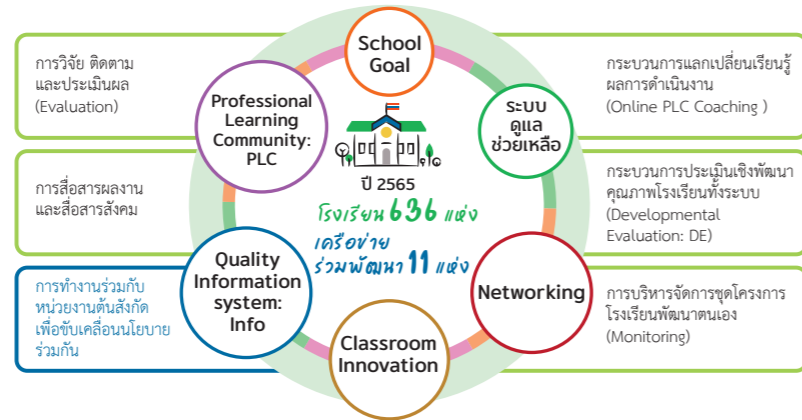 การวิจัย ติดตาม
และประเมินผล
(Evaluation)
การสื่อสารผลงาน
และสื่อสารสังคม
การทำงานร่วมกับ
หน่วยงานต้นสังกัด
เพื่อขับเคลื่อนนโยบาย
ร่วมกัน
School
Goal
Professional
Learning
Community:
PLC
ระบบ
ดูแล
ช่วยเหลือ
ปี 2565
โรงเรียน 636 แห่ง
เครือข่าย
ร่วมพัฒนา 11 แห่ง
Quality
Information
system:
Info
Networking
Classroom
Innovation
กระบวนการแลกเปลี่ยนเรียนรู้
ผลการดำเนินงาน
(Online PLC Coaching )
กระบวนการประเมินเชิงพัฒนา
คุณภาพโรงเรียนทั้งระบบ
(Developmental
Evaluation: DE)
การบริหารจัดการชุดโครงการ
โรงเรียนพัฒนาตนเอง
(Monitoring)